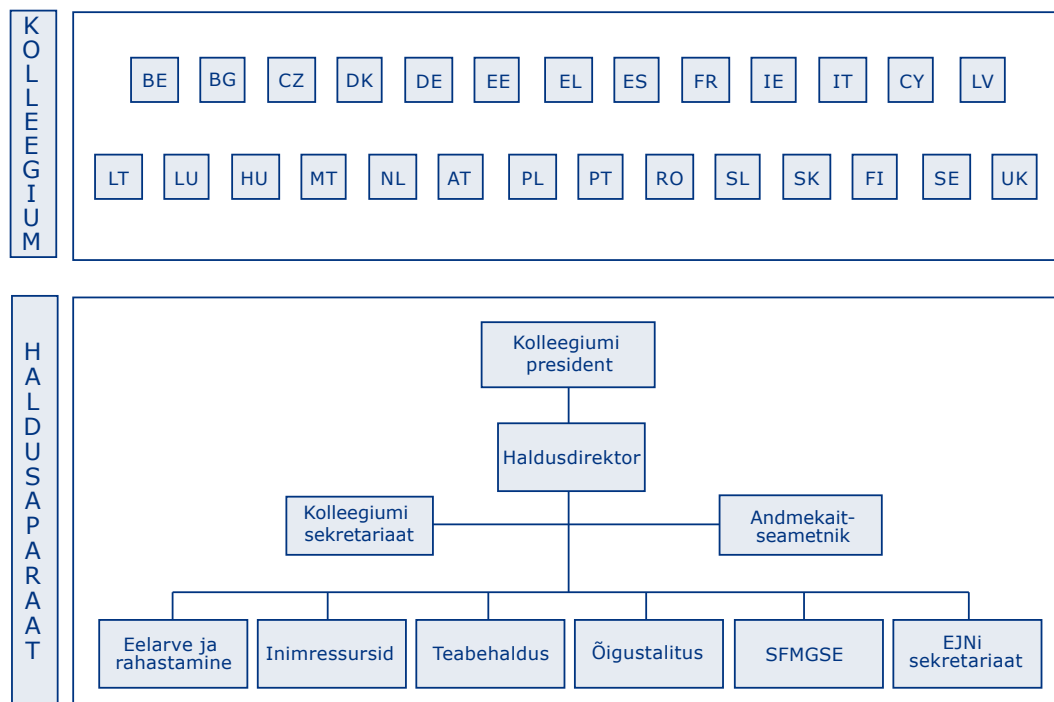 KOLLEEGIUM
BE BG CZ DK DE EE EL ES FR IE IT CY LV
LT LU HU MT NL AT PL PT RO SL SK FI SE UK
HALDUSAPARAAT
Kolleegiumi
president
Haldusdirektor
Kolleegiumi
sekretariaat
Andmekait-
seametnik
Eelarve ja
rahastamine
Inimressursid
Teabehaldus
Õigustalitus
SFMGSE
EJNi
sekretariaat